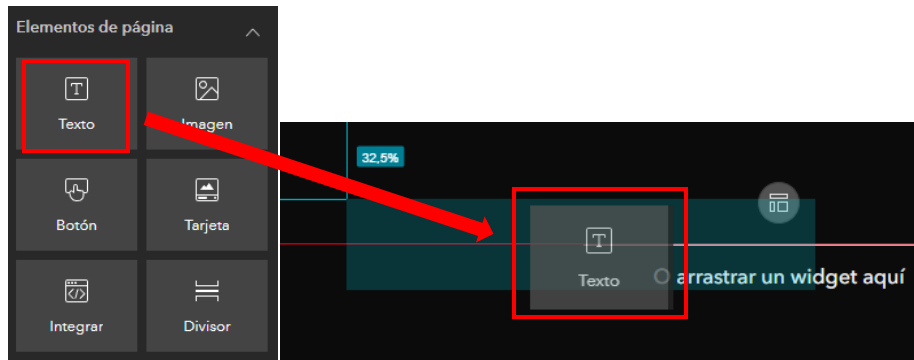 Elementos de página
Texto
Imagen
Botón
Tarjeta
Integrar
Divisor
32,5%
Texto
O arrastrar un widget aquí